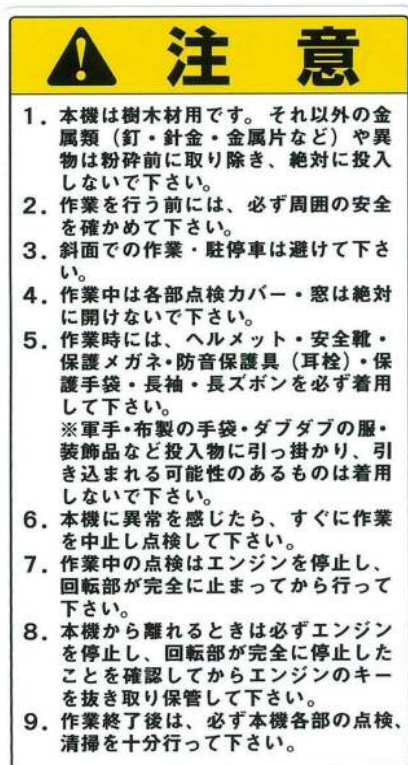 注意
1. 本機は樹木材用です。それ以外の金
属類（釘・針金・金属片など）や異
物は粉砕前に取り除き、絶対に投入
しないで下さい。
2. 作業を行う前には、必ず周囲の安全
を確かめて下さい。
3. 斜面での作業・駐停車は避けて下さ
い。
4. 作業中は各部点検カバー・窓は絶対
に開けないで下さい。
5. 作業時には、ヘルメット・安全靴・
保護メガネ・防音保護具（耳栓）・保
護手袋・長袖・長ズボンを必ず着用
して下さい。
※軍手・布製の手袋・ダブダブの服・
装飾品など投入物に引っ掛かり、引
き込まれる可能性のあるものは着用
しないで下さい。
6. 本機に異常を感じたら、すぐに作業
を中止し点検して下さい。
7. 作業中の点検はエンジンを停止し、
回転部が完全に止まってから行って
下さい。
8. 本機から離れるときは必ずエンジン
を停止し、回転部が完全に停止した
ことを確認してからエンジンのキー
を抜き取り保管して下さい。
9. 作業終了後は、必ず本機各部の点検、
清掃を十分行って下さい。